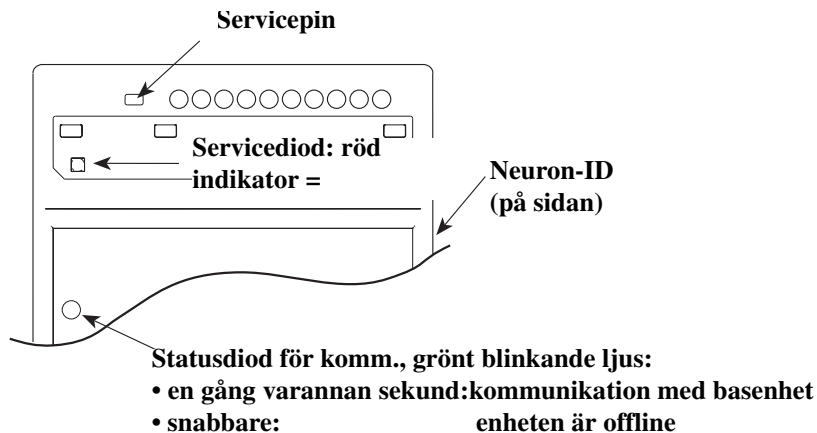 Servicepin
Servicediod: röd
indikator =
Neuron-ID
(på sidan)
Statusdiod för komm., grönt blinkande ljus:
• en gång varannan sekund:kommunikation med basenhet
• snabbare: enheten är offline